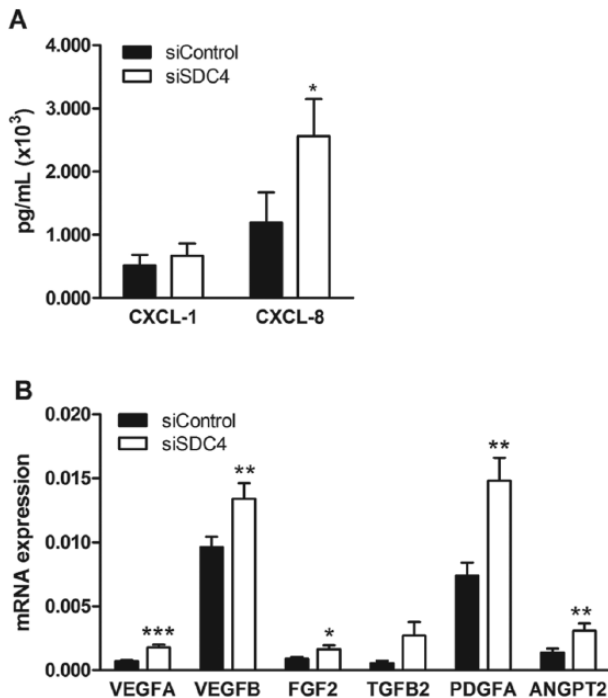 A
siControl
siSDC4
4.000
3.000
2.000
1.000
0.000
pg/mL (x10³)
*
CXCL-1 CXCL-8
B
siControl
siSDC4
0.020
0.015
0.010
0.005
0.000
mRNA expression
*** ** * ** **
VEGFA VEGFB FGF2 TGFB2 PDGFA ANGPT2